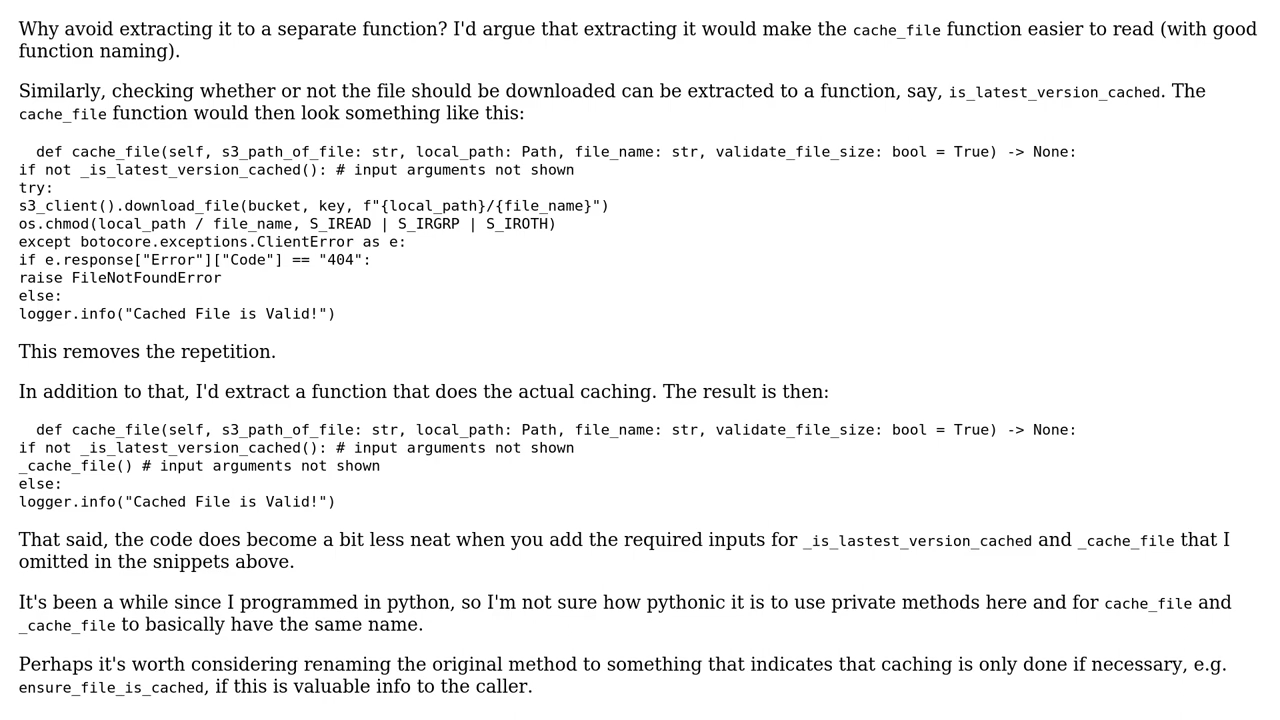 Why avoid extracting it to a separate function? I'd argue that extracting it would make the cache_file function easier to read (with good
function naming).
Similarly, checking whether or not the file should be downloaded can be extracted to a function, say, is_latest_version_cached. The
cache_file function would then look something like this:
def cache_file(self, s3_path_of_file: str, local_path: Path, file_name: str, validate_file_size: bool = True) -> None:
if not _is_latest_version_cached(): # input arguments not shown
try:
s3_client().download_file(bucket, key, f"{local_path}/{file_name}")
os.chmod(local_path / file_name, S_IREAD | S_IRGRP | S_IROTH)
except botocore.exceptions.ClientError as e:
if e.response["Error"]["Code"] == "404":
raise FileNotFoundError
else:
logger.info("Cached File is Valid!")
This removes the repetition.
In addition to that, I'd extract a function that does the actual caching. The result is then:
def cache_file(self, s3_path_of_file: str, local_path: Path, file_name: str, validate_file_size: bool = True) -> None:
if not _is_latest_version_cached(): # input arguments not shown
_cache_file() # input arguments not shown
else:
logger.info("Cached File is Valid!")
That said, the code does become a bit less neat when you add the required inputs for _is_lastest_version_cached and _cache_file that I
omitted in the snippets above.
It's been a while since I programmed in python, so I'm not sure how pythonic it is to use private methods here and for cache_file and
_cache_file to basically have the same name.
Perhaps it's worth considering renaming the original method to something that indicates that caching is only done if necessary, e.g.
ensure_file_is_cached, if this is valuable info to the caller.